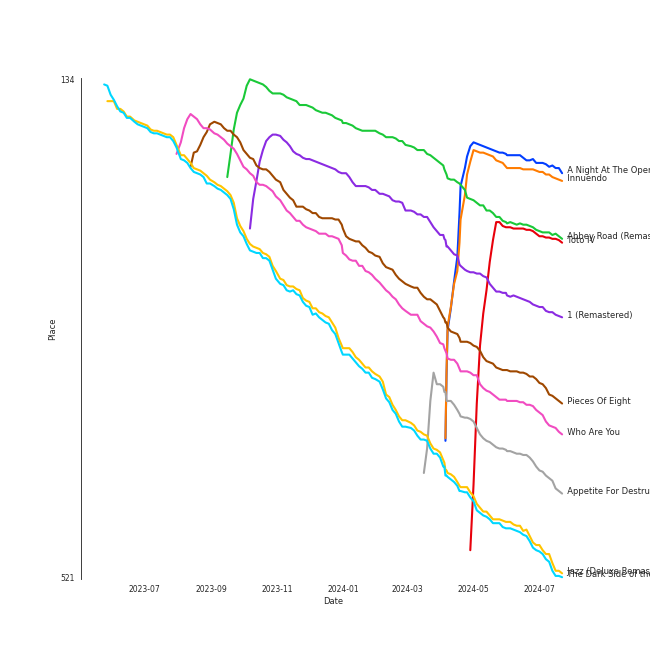 134
A Night At The Oper
Innuendo
Abbey Road (Remas
Toto IV
1 (Remastered)
Place
Pieces Of Eight
Who Are You
Appetite For Destru
Jazz (Deluxe Remas
The Dark Side of the
521
2023-07 2023-09 2023-11 2024-01 2024-03 2024-05 2024-07
Date